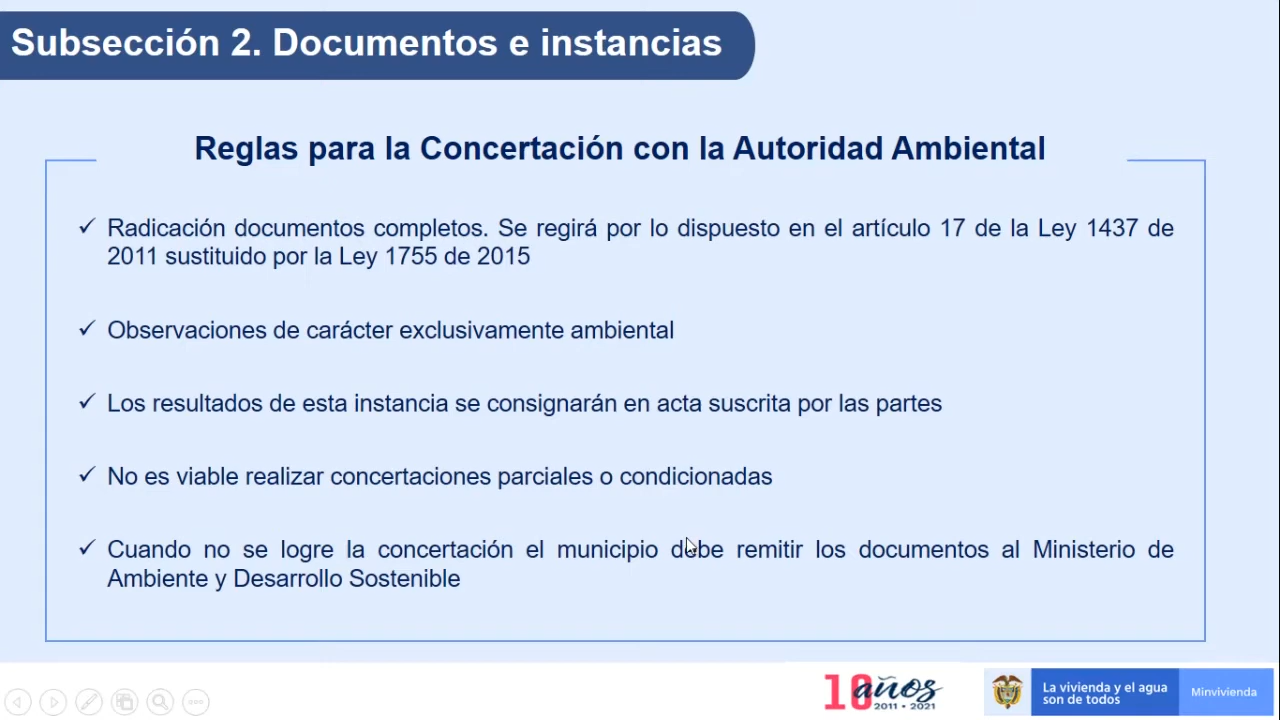 Subsección 2. Documentos e instancias
Reglas para la Concertación con la Autoridad Ambiental
✓ Radicación documentos completos. Se regirá por lo dispuesto en el artículo 17 de la Ley 1437 de
2011 sustituido por la Ley 1755 de 2015
✓ Observaciones de carácter exclusivamente ambiental
✓ Los resultados de esta instancia se consignarán en acta suscrita por las partes
✓ No es viable realizar concertaciones parciales o condicionadas
✓ Cuando no se logre la concertación el municipio debe remitir los documentos al Ministerio de
Ambiente y Desarrollo Sostenible
10 años
2011 • 2021
La vivienda y el agua
son de todos
Minvivienda